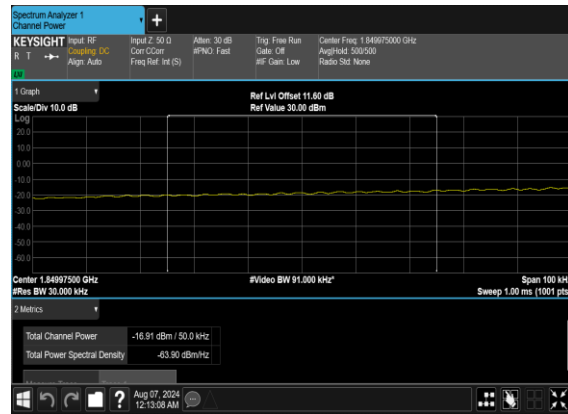 Spectrum Analyzer 1
Channel Power
+
KEYSIGHT Input: RF Input Z: 50 Ω Atten: 30 dB Trig: Free Run Center Freq: 1.849975000 GHz
R T Coupling: DC Corr CCorr #PNO: Fast Gate: Off Avg|Hold: 500/500
Align: Auto Freq Ref: Int (S) #IF Gain: Low Radio Std: None
1 Graph
Scale/Div 10.0 dB
Ref Lvl Offset 11.60 dB
Ref Value 30.00 dBm
Log
20.0
10.0
0.00
-10.0
-20.0
-30.0
-40.0
-50.0
-60.0
Center 1.84997500 GHz #Video BW 91.000 kHz* Span 100 kH
#Res BW 30.000 kHz Sweep 1.00 ms (1001 pts
2 Metrics
Total Channel Power -16.91 dBm / 50.0 kHz
Total Power Spectral Density -63.90 dBm/Hz
?
Aug 07, 2024
12:13:08 AM